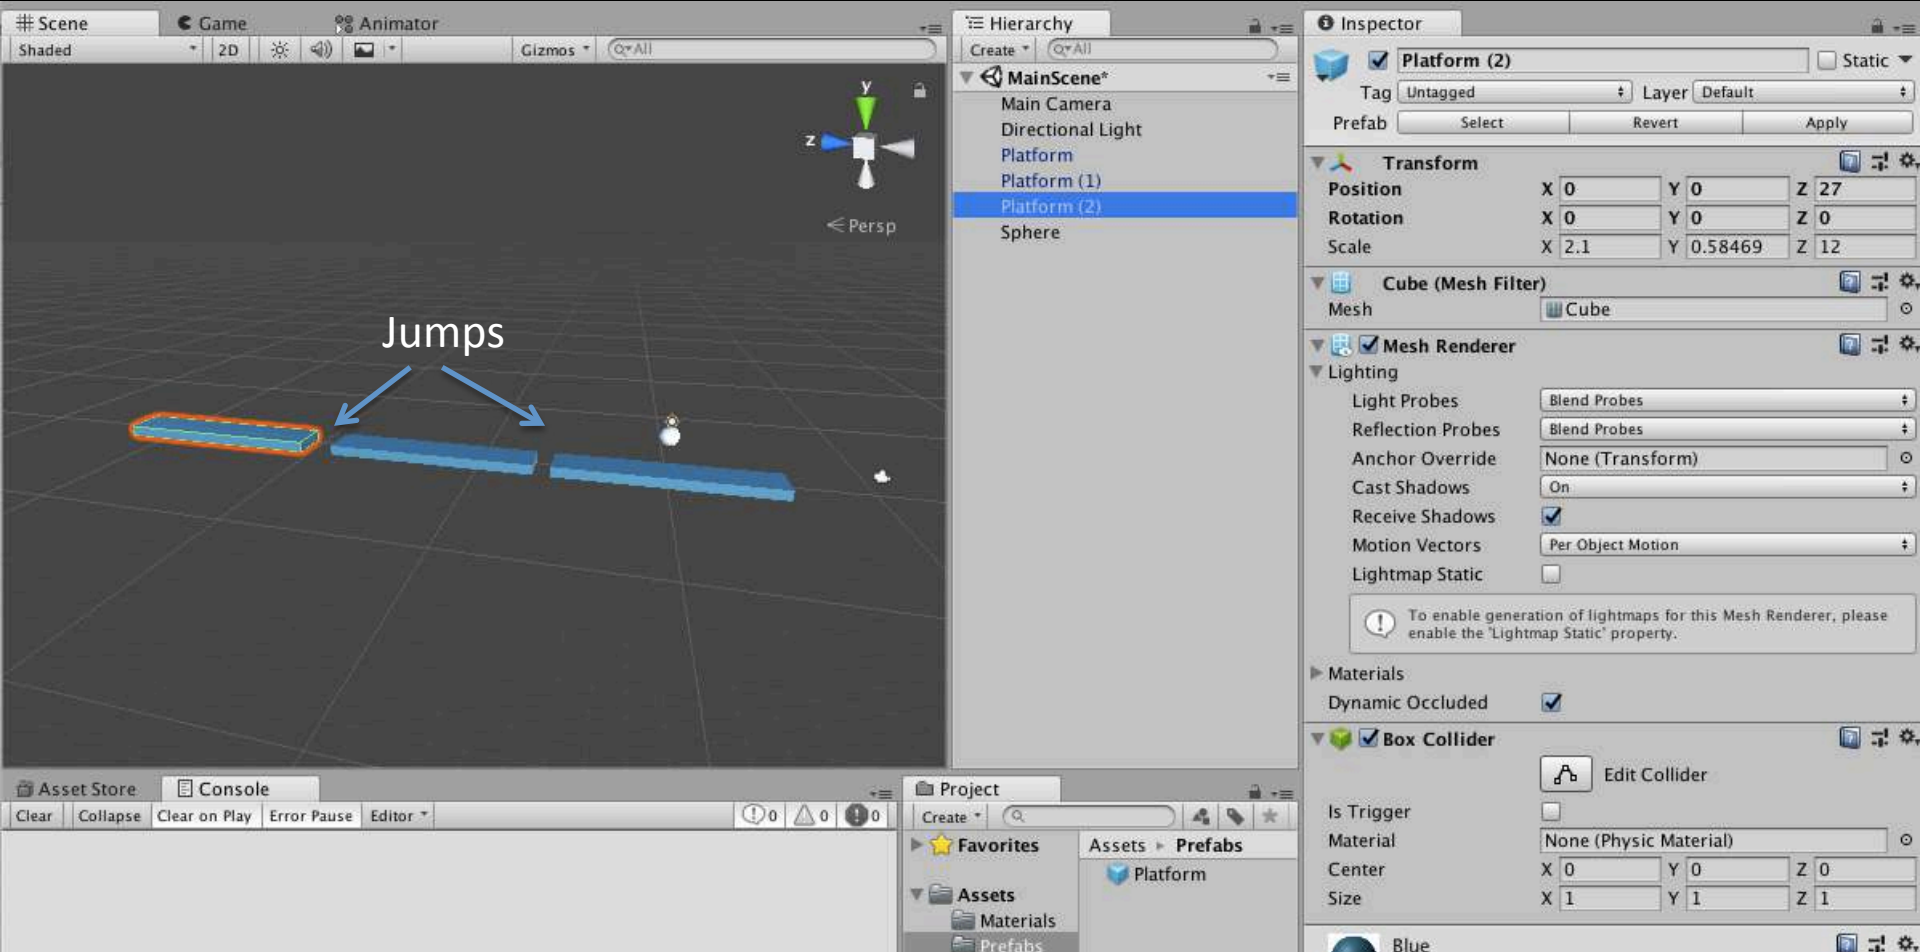 Scene Game Animator
Shaded 2D Gizmos All
y
z
Persp
Jumps
Hierarchy
Create All
MainScene*
Main Camera
Directional Light
Platform
Platform (1)
Platform (2)
Sphere
Inspector
Platform (2) Static
Tag Untagged Layer Default
Prefab Select Revert Apply
Transform
Position X 0 Y 0 Z 27
Rotation X 0 Y 0 Z 0
Scale X 2.1 Y 0.58469 Z 12
Cube (Mesh Filter)
Mesh Cube
Mesh Renderer
Lighting
Light Probes Blend Probes
Reflection Probes Blend Probes
Anchor Override None (Transform)
Cast Shadows On
Receive Shadows
Motion Vectors Per Object Motion
Lightmap Static
To enable generation of lightmaps for this Mesh Renderer, please
enable the 'Lightmap Static' property.
Materials
Dynamic Occluded
Box Collider
Edit Collider
Is Trigger
Material None (Physic Material)
Center X 0 Y 0 Z 0
Size X 1 Y 1 Z 1
Blue
Asset Store Console
Clear Collapse Clear on Play Error Pause Editor 0 0 0
Project
Create
Favorites
Assets
Materials
Prefabs
Assets Prefabs
Platform